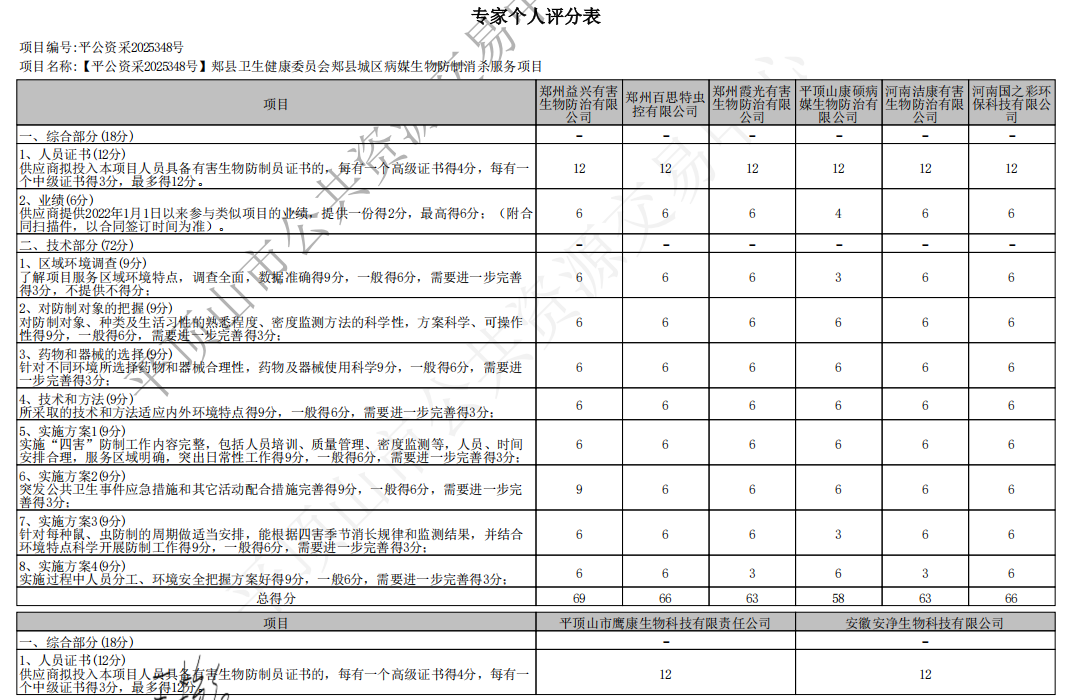 专家个人评分表
项目编号:平公资采2025348号
项目名称:【平公资采2025348号】郏县卫生健康委员会郏县城区病媒生物防制消杀服务项目
项目 郑州益兴有害生物防治有限公司 郑州百思特虫控有限公司 郑州霞光有害生物防治有限公司 平顶山康硕病媒生物防治有限公司 河南洁康有害生物防治有限公司 河南国之彩环保科技有限公司
一、综合部分(18分) - - - - - -
1、人员证书(12分)
供应商拟投入本项目人员具备有害生物防制员证书的，每有一个高级证书得4分，每有一
个中级证书得3分，最多得12分。
12 12 12 12 12 12
2、业绩(6分)
供应商提供2022年1月1日以来参与类似项目的业绩，提供一份得2分，最高得6分；（附合
同扫描件，以合同签订时间为准）。
6 6 6 4 6 6
二、技术部分(72分) - - - - - -
1、区域环境调查(9分)
了解项目服务区域环境特点，调查全面，数据准确得9分，一般得6分，需要进一步完善
得3分，不提供不得分；
6 6 6 3 6 6
2、对防制对象的把握(9分)
对防制对象、种类及生活习性的熟悉程度、密度监测方法的科学性，方案科学、可操作
性得9分，一般得6分，需要进一步完善得3分；
6 6 6 6 6 6
3、药物和器械的选择(9分)
针对不同环境所选择药物和器械合理性，药物及器械使用科学9分，一般得6分，需要进
一步完善得3分；
6 6 6 6 6 6
4、技术和方法(9分)
所采取的技术和方法适应内外环境特点得9分，一般得6分，需要进一步完善得3分；
6 6 6 6 6 6
5、实施方案1(9分)
实施“四害”防制工作内容完整，包括人员培训、质量管理、密度监测等，人员、时间
安排合理，服务区域明确，突出日常性工作得9分，一般得6分，需要进一步完善得3分；
6 6 6 6 6 6
6、实施方案2(9分)
突发公共卫生事件应急措施和其它活动配合措施完善得9分，一般得6分，需要进一步完
善得3分；
9 6 6 6 6 6
7、实施方案3(9分)
针对每种鼠、虫防制的周期做适当安排，能根据四害季节消长规律和监测结果，并结合
环境特点科学开展防制工作得9分，一般得6分，需要进一步完善得3分；
6 6 6 3 6 6
8、实施方案4(9分)
实施过程中人员分工、环境安全把握方案好得9分，一般6分，需要进一步完善得3分；
6 6 3 6 3 6
总得分 69 66 63 58 63 66
项目 平顶山市鹰康生物科技有限责任公司 安徽安净生物科技有限公司
一、综合部分(18分) - -
1、人员证书(12分)
供应商拟投入本项目人员具备有害生物防制员证书的，每有一个高级证书得4分，每有一
个中级证书得3分，最多得12分。
12 12
平顶山市公共资源交易中心
平顶山市公共资源交易中心